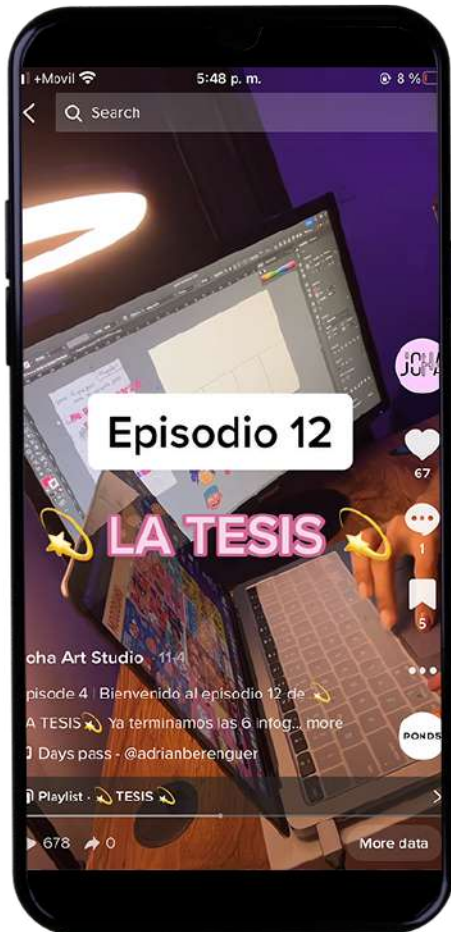 +Movil 5:48 p. m. 8 %
Search
JOHA
Episodio 12
LA TESIS
67
1
5
oha Art Studio · 11-4
pisode 4 | Bienvenido al episodio 12 de
A TESIS Ya terminamos las 6 infog... more
Days pass - @adrianberenguer
PONDS
Playlist · TESIS
678 0 More data